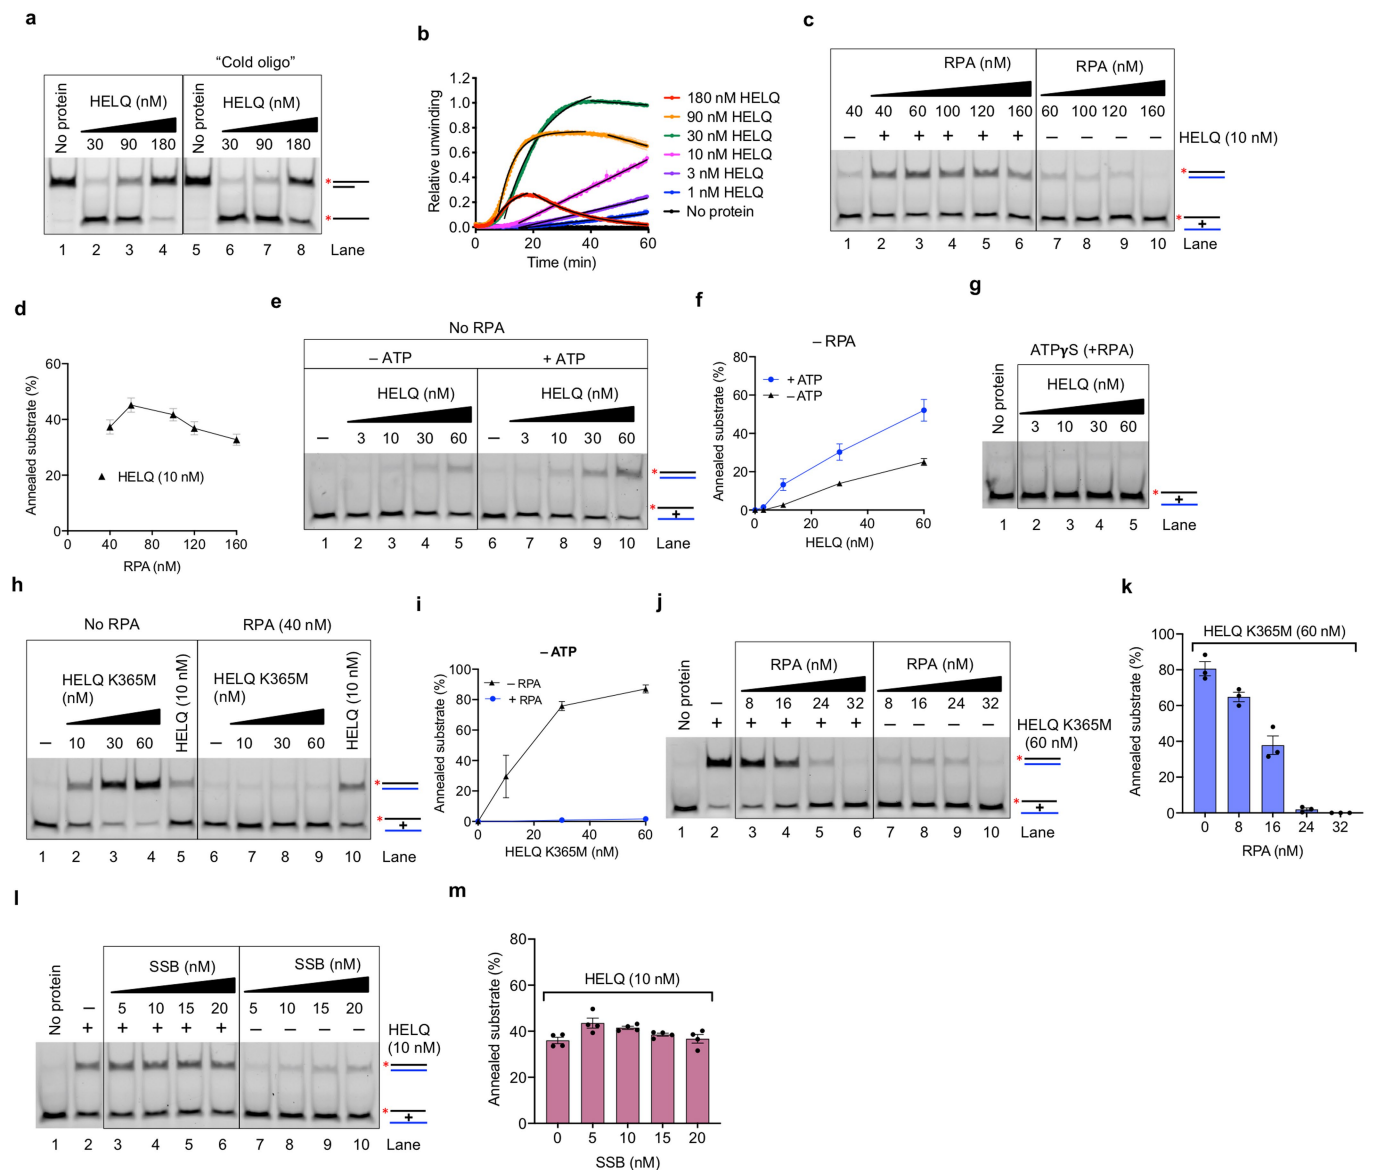 a
"Cold oligo"
No protein
HELQ (nM)
30 90 180
No protein
HELQ (nM)
30 90 180
*
*
1 2 3 4 5 6 7 8 Lane
b
Relative unwinding
1.2
1.0
0.8
0.6
0.4
0.2
0.0
0 20 40 60
Time (min)
180 nM HELQ
90 nM HELQ
30 nM HELQ
10 nM HELQ
3 nM HELQ
1 nM HELQ
No protein
c
RPA (nM) RPA (nM)
40 40 60 100 120 160 60 100 120 160
– + + + + + – – – – HELQ (10 nM)
*
*
+
1 2 3 4 5 6 7 8 9 10 Lane
d
Annealed substrate (%)
60
40
20
0
HELQ (10 nM)
0 40 80 120 160
RPA (nM)
e
No RPA
– ATP + ATP
HELQ (nM) HELQ (nM)
– 3 10 30 60 – 3 10 30 60
*
*
+
1 2 3 4 5 6 7 8 9 10 Lane
f
– RPA
Annealed substrate (%)
80
60
40
20
0
+ ATP
– ATP
0 20 40 60
HELQ (nM)
g
ATPγS (+RPA)
No protein
HELQ (nM)
3 10 30 60
*
+
1 2 3 4 5 Lane
h
No RPA RPA (40 nM)
HELQ K365M
(nM)
– 10 30 60
HELQ (10 nM)
HELQ K365M
(nM)
– 10 30 60
HELQ (10 nM)
*
*
+
1 2 3 4 5 6 7 8 9 10 Lane
i
– ATP
Annealed substrate (%)
100
80
60
40
20
0
– RPA
+ RPA
0 20 40 60
HELQ K365M (nM)
j
No protein
RPA (nM) RPA (nM)
– 8 16 24 32 8 16 24 32
+ + + + + – – – –
HELQ K365M
(60 nM)
*
*
+
1 2 3 4 5 6 7 8 9 10 Lane
k
Annealed substrate (%)
100
80
60
40
20
0
HELQ K365M (60 nM)
0 8 16 24 32
RPA (nM)
l
No protein
SSB (nM) SSB (nM)
– 5 10 15 20 5 10 15 20
+ + + + + – – – –
HELQ
(10 nM)
*
*
+
1 2 3 4 5 6 7 8 9 10 Lane
m
Annealed substrate (%)
80
60
40
20
0
HELQ (10 nM)
0 5 10 15 20
SSB (nM)